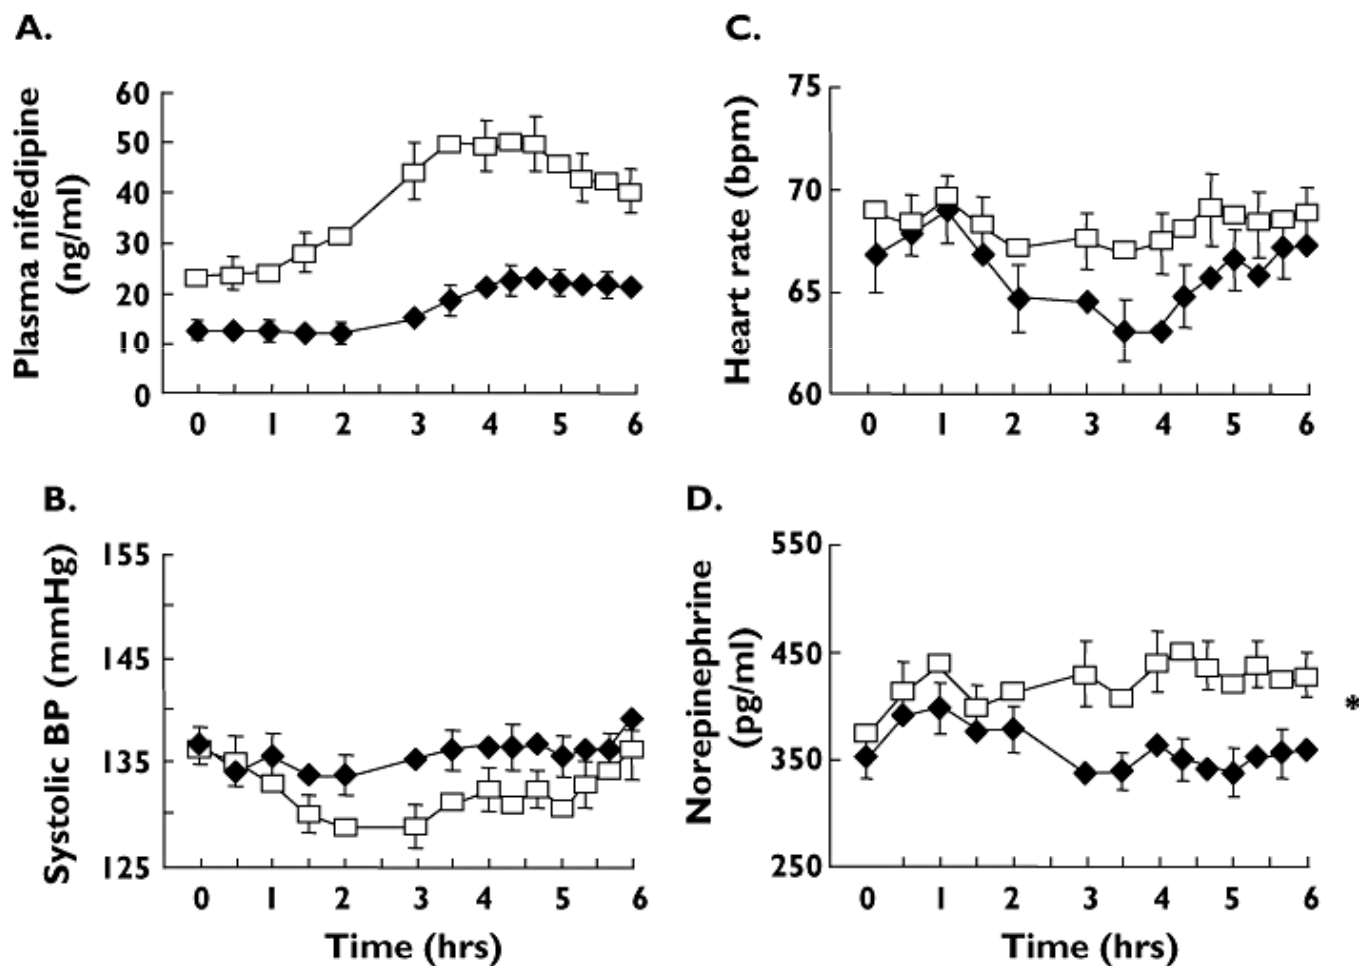 A.
Plasma nifedipine
(ng/ml)
60
50
40
30
20
10
0
0 1 2 3 4 5 6
B.
Systolic BP (mmHg)
155
145
135
125
0 1 2 3 4 5 6
Time (hrs)
C.
Heart rate (bpm)
75
70
65
60
0 1 2 3 4 5 6
D.
Norepinephrine
(pg/ml)
550
450
350
250
*
0 1 2 3 4 5 6
Time (hrs)